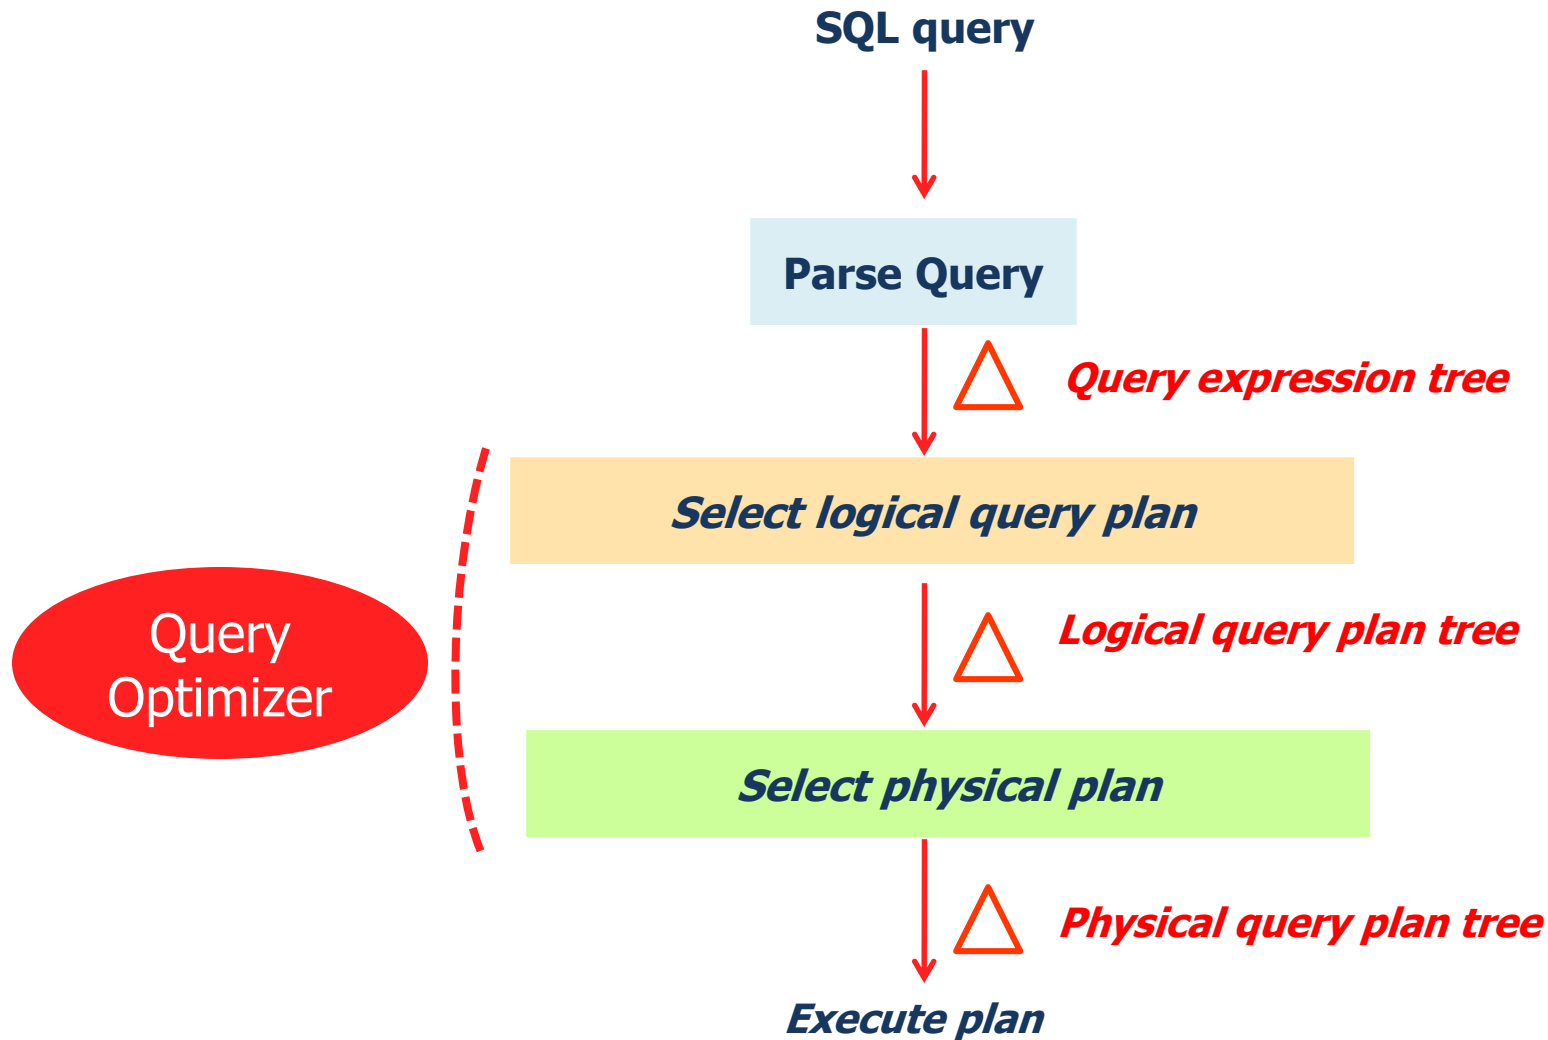 SQL query
Parse Query
Query expression tree
Select logical query plan
Query
Optimizer
Logical query plan tree
Select physical plan
Physical query plan tree
Execute plan